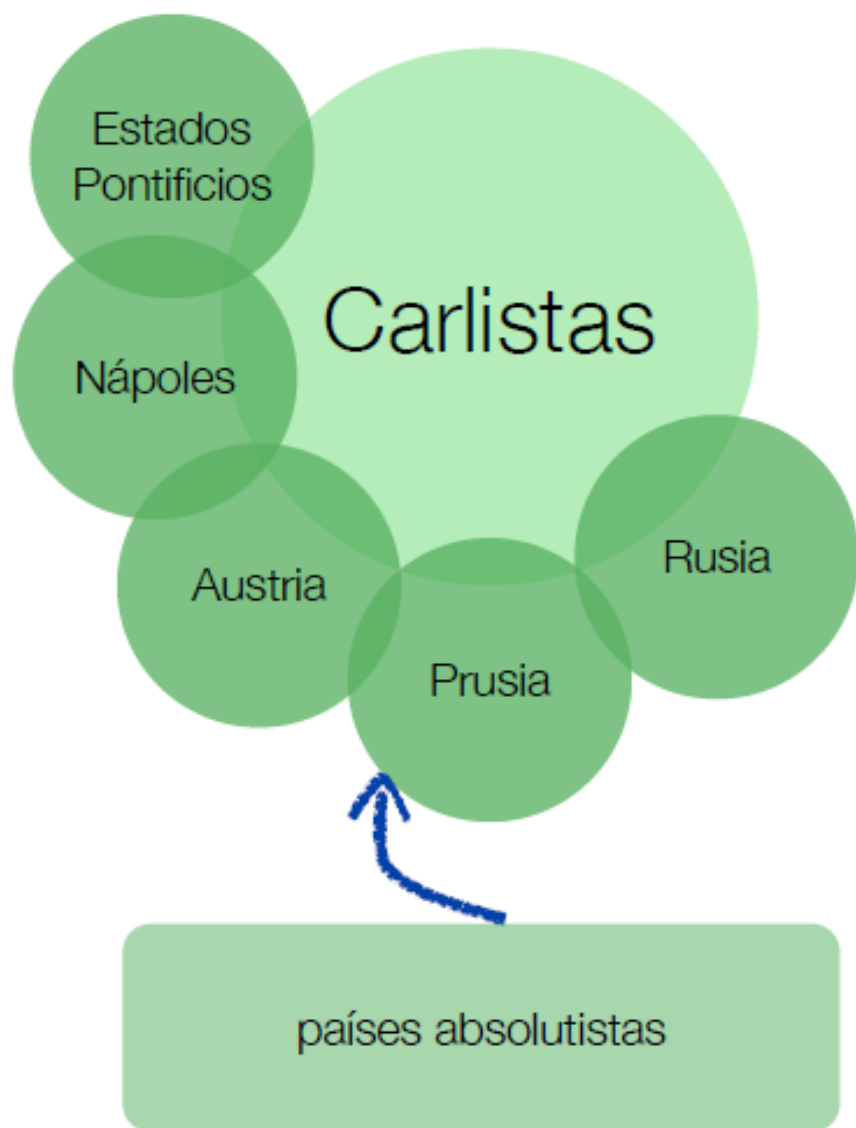 Estados
Pontificios
Carlistas
Nápoles
Rusia
Austria
Prusia
países absolutistas